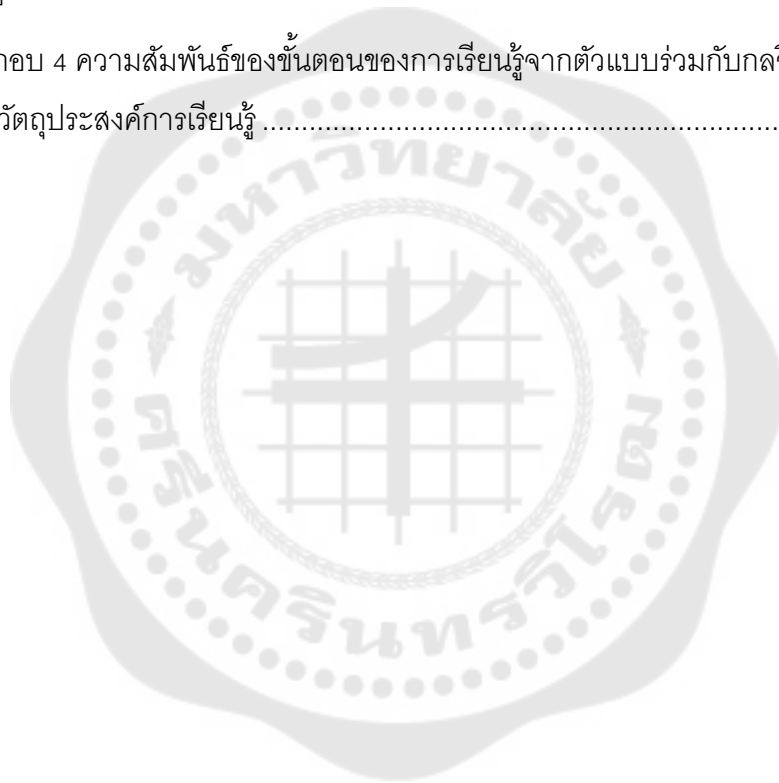 กอบ 4 ความสัมพันธ์ของขั้นตอนของการเรียนรู้จากตัวแบบร่วมกับกล
วัตถุประสงค์การเรียนรู้ ....................................................................
มหาวิทยาลัย
ศรีนครินทรวิโรฒ